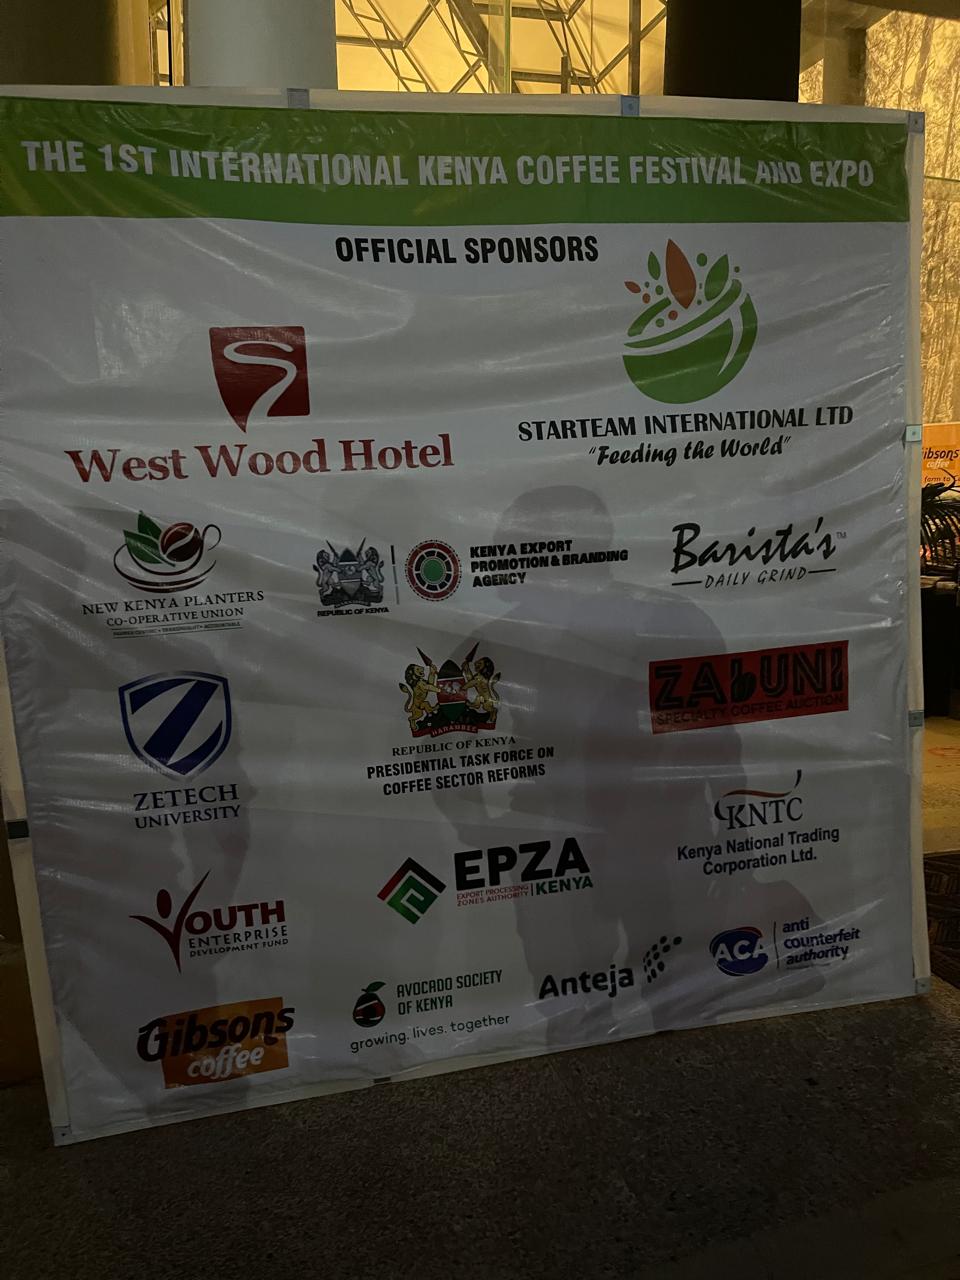 THE 1ST INTERNATIONAL KENYA COFFEE FESTIVAL AND EXPO
OFFICIAL SPONSORS
West Wood Hotel
STARTEAM INTERNATIONAL LTD
"Feeding the World"
NEW KENYA PLANTERS
CO-OPERATIVE UNION
REPUBLIC OF KENYA
KENYA EXPORT
PROMOTION & BRANDING
AGENCY
Barista's™
DAILY GRIND
ZETECH
UNIVERSITY
HARAMBEE
REPUBLIC OF KENYA
PRESIDENTIAL TASK FORCE ON
COFFEE SECTOR REFORMS
ZABUNI
SPECIALTY COFFEE AUCTION
KNTC
Kenya National Trading
Corporation Ltd.
YOUTH
ENTERPRISE
DEVELOPMENT FUND
EPZA
EXPORT PROCESSING
ZONES AUTHORITY
KENYA
Gibsons
coffee
AVOCADO SOCIETY
OF KENYA
growing. lives. together
Anteja
ACA
anti
counterfeit
authority
ibsons
coffee